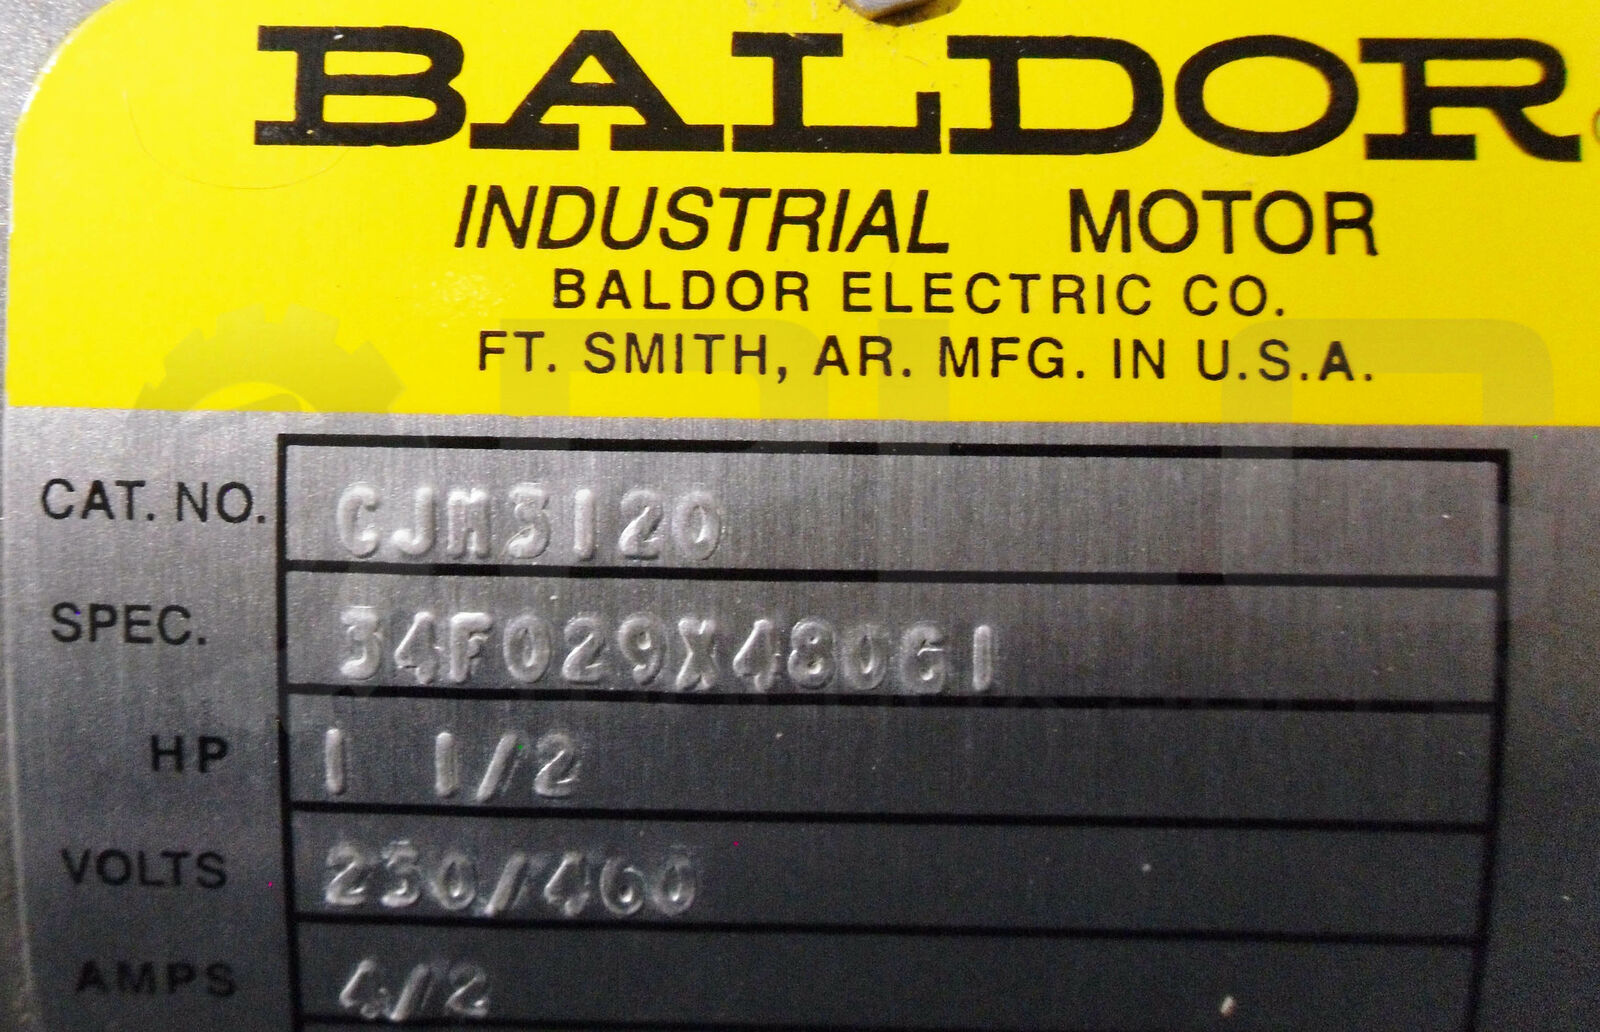 BALDOR
INDUSTRIAL MOTOR
BALDOR ELECTRIC CO.
FT. SMITH, AR. MFG. IN U.S.A.
CAT. NO. CJM3120
SPEC. 34F029X480G1
HP 1 1/2
VOLTS 230/460
AMPS 4/2